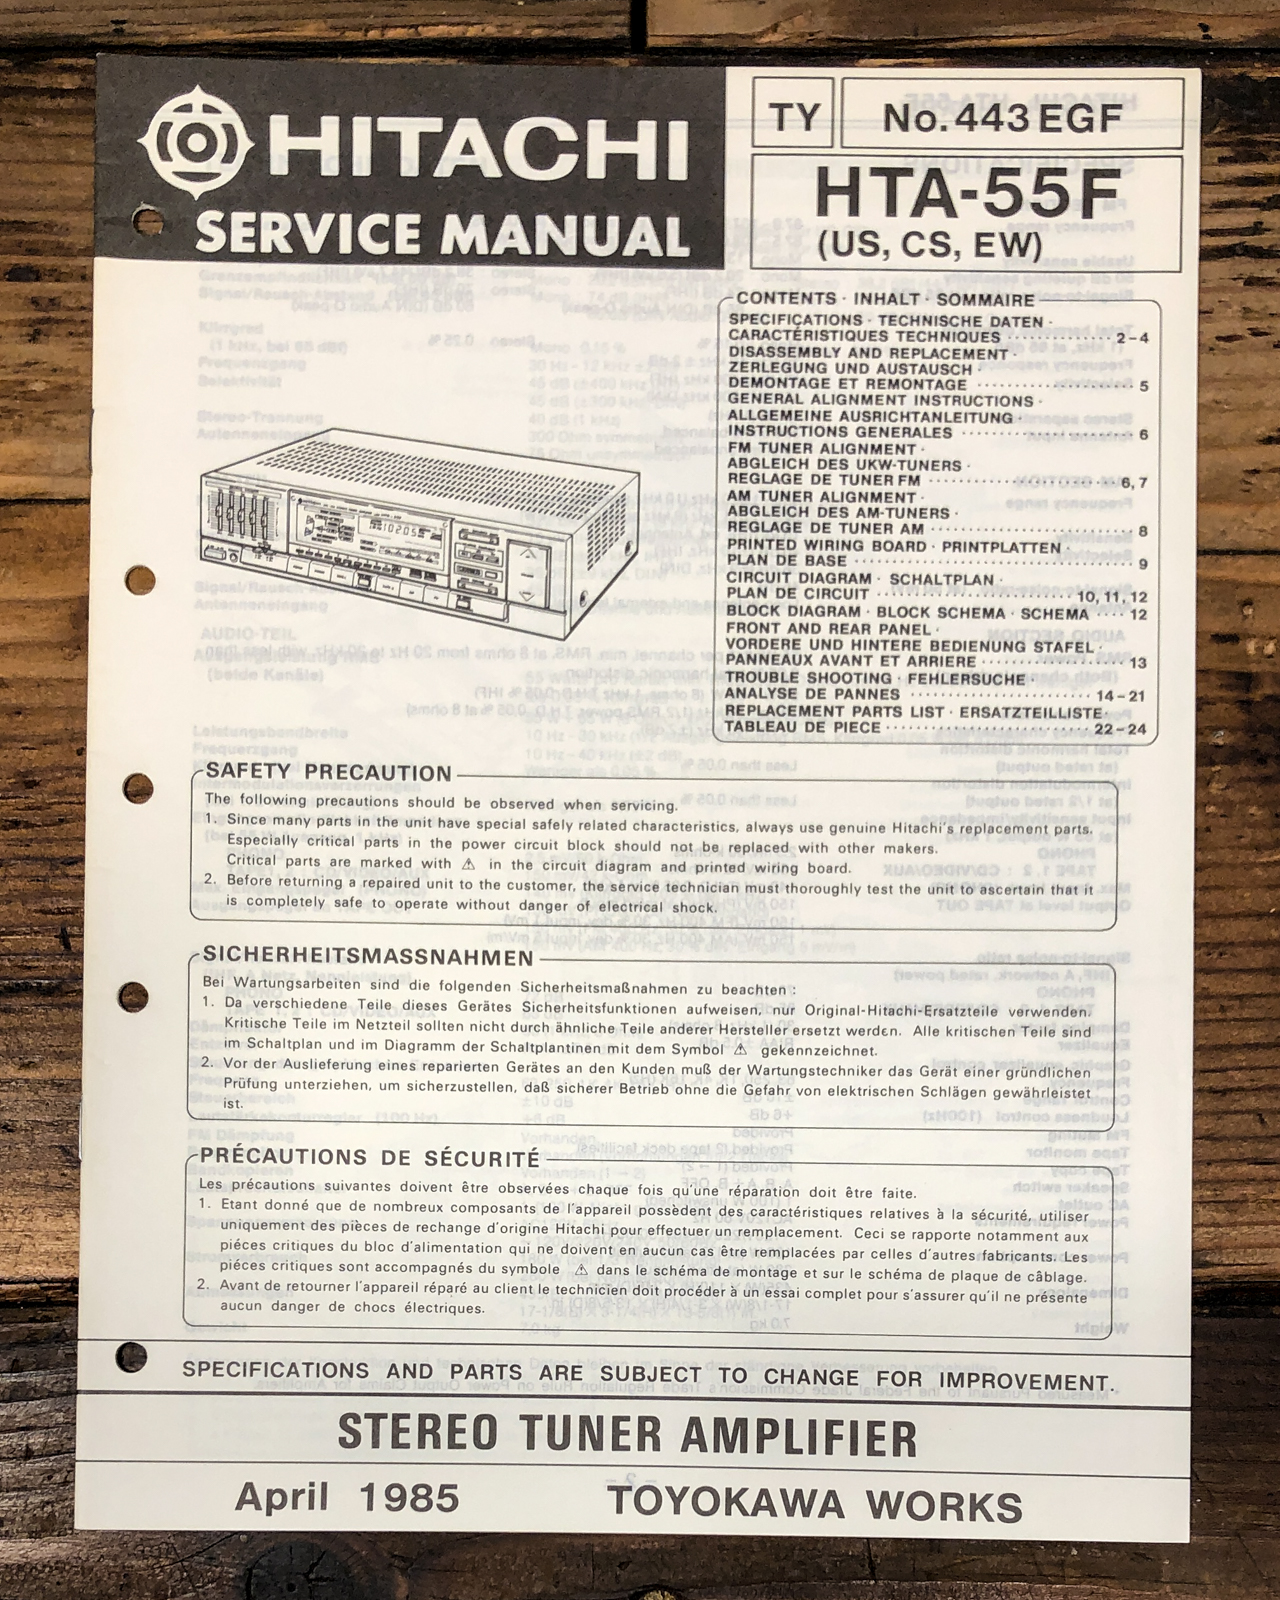 HITACHI
SERVICE MANUAL
TY
No. 443 EGF
HTA-55F
(US, CS, EW)
CONTENTS · INHALT · SOMMAIRE
SPECIFICATIONS · TECHNISCHE DATEN ·
CARACTÉRISTIQUES TECHNIQUES ·············· 2-4
DISASSEMBLY AND REPLACEMENT ·
ZERLEGUNG UND AUSTAUSCH ·
DEMONTAGE ET REMONTAGE ····················· 5
GENERAL ALIGNMENT INSTRUCTIONS ·
ALLGEMEINE AUSRICHTANLEITUNG ·
INSTRUCTIONS GENERALES ······················· 6
FM TUNER ALIGNMENT ·
ABGLEICH DES UKW-TUNERS ·
REGLAGE DE TUNER FM ························· 6, 7
AM TUNER ALIGNMENT ·
ABGLEICH DES AM-TUNERS ·
REGLAGE DE TUNER AM ··························· 8
PRINTED WIRING BOARD · PRINTPLATTEN ·
PLAN DE BASE ····································· 9
CIRCUIT DIAGRAM · SCHALTPLAN ·
PLAN DE CIRCUIT ························· 10, 11, 12
BLOCK DIAGRAM · BLOCK SCHEMA · SCHEMA ···· 12
FRONT AND REAR PANEL ·
VORDERE UND HINTERE BEDIENUNG STAFEL ·
PANNEAUX AVANT ET ARRIERE ·················· 13
TROUBLE SHOOTING · FEHLERSUCHE ·
ANALYSE DE PANNES ························ 14-21
REPLACEMENT PARTS LIST · ERSATZTEILLISTE ·
TABLEAU DE PIECE ·························· 22-24
SAFETY PRECAUTION
The following precautions should be observed when servicing.
1. Since many parts in the unit have special safely related characteristics, always use genuine Hitachi's replacement parts.
Especially critical parts in the power circuit block should not be replaced with other makers.
Critical parts are marked with ⚠ in the circuit diagram and printed wiring board.
2. Before returning a repaired unit to the customer, the service technician must thoroughly test the unit to ascertain that it
is completely safe to operate without danger of electrical shock.
SICHERHEITSMASSNAHMEN
Bei Wartungsarbeiten sind die folgenden Sicherheitsmaßnahmen zu beachten :
1. Da verschiedene Teile dieses Gerätes Sicherheitsfunktionen aufweisen, nur Original-Hitachi-Ersatzteile verwenden.
Kritische Teile im Netzteil sollten nicht durch ähnliche Teile anderer Hersteller ersetzt werden. Alle kritischen Teile sind
im Schaltplan und im Diagramm der Schaltplantinen mit dem Symbol ⚠ gekennzeichnet.
2. Vor der Auslieferung eines reparierten Gerätes an den Kunden muß der Wartungstechniker das Gerät einer gründlichen
Prüfung unterziehen, um sicherzustellen, daß sicherer Betrieb ohne die Gefahr von elektrischen Schlägen gewährleistet
ist.
PRÉCAUTIONS DE SÉCURITÉ
Les précautions suivantes doivent être observées chaque fois qu'une réparation doit être faite.
1. Etant donné que de nombreux composants de l'appareil possèdent des caractéristiques relatives à la sécurité, utiliser
uniquement des pièces de rechange d'origine Hitachi pour effectuer un remplacement. Ceci se rapporte notamment aux
piéces critiques du bloc d'alimentation qui ne doivent en aucun cas être remplacées par celles d'autres fabricants. Les
piéces critiques sont accompagnés du symbole ⚠ dans le schéma de montage et sur le schéma de plaque de câblage.
2. Avant de retourner l'appareil réparé au client le technicien doit procéder à un essai complet pour s'assurer qu'il ne présente
aucun danger de chocs électriques.
SPECIFICATIONS AND PARTS ARE SUBJECT TO CHANGE FOR IMPROVEMENT.
STEREO TUNER AMPLIFIER
April 1985
TOYOKAWA WORKS